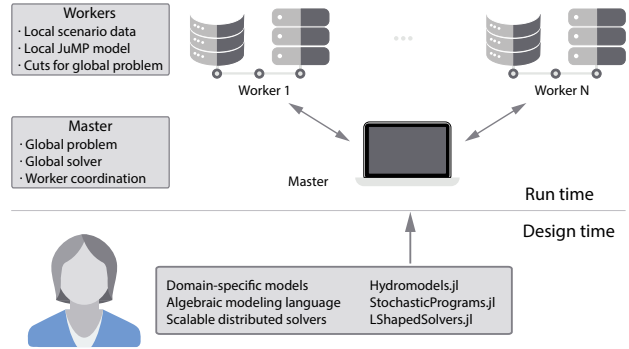 Workers
· Local scenario data
· Local JuMP model
· Cuts for global problem
Worker 1
Worker N
Master
· Global problem
· Global solver
· Worker coordination
Master
Run time
Design time
Domain-specific models Hydromodels.jl
Algebraic modeling language StochasticPrograms.jl
Scalable distributed solvers LShapedSolvers.jl